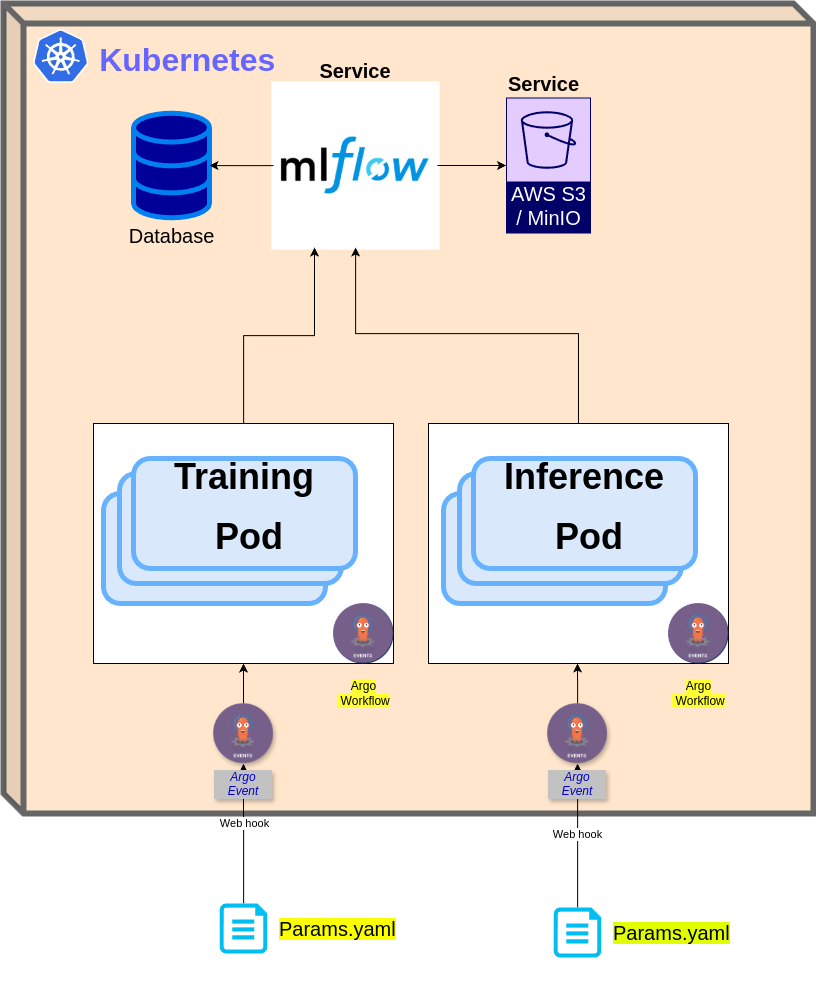 Kubernetes
Service
Service
mlflow
AWS S3
/ MinIO
Database
Training
Pod
Inference
Pod
EVENTS
EVENTS
Argo
Workflow
Argo
Workflow
EVENTS
EVENTS
Argo
Event
Argo
Event
Web hook
Web hook
Params.yaml
Params.yaml